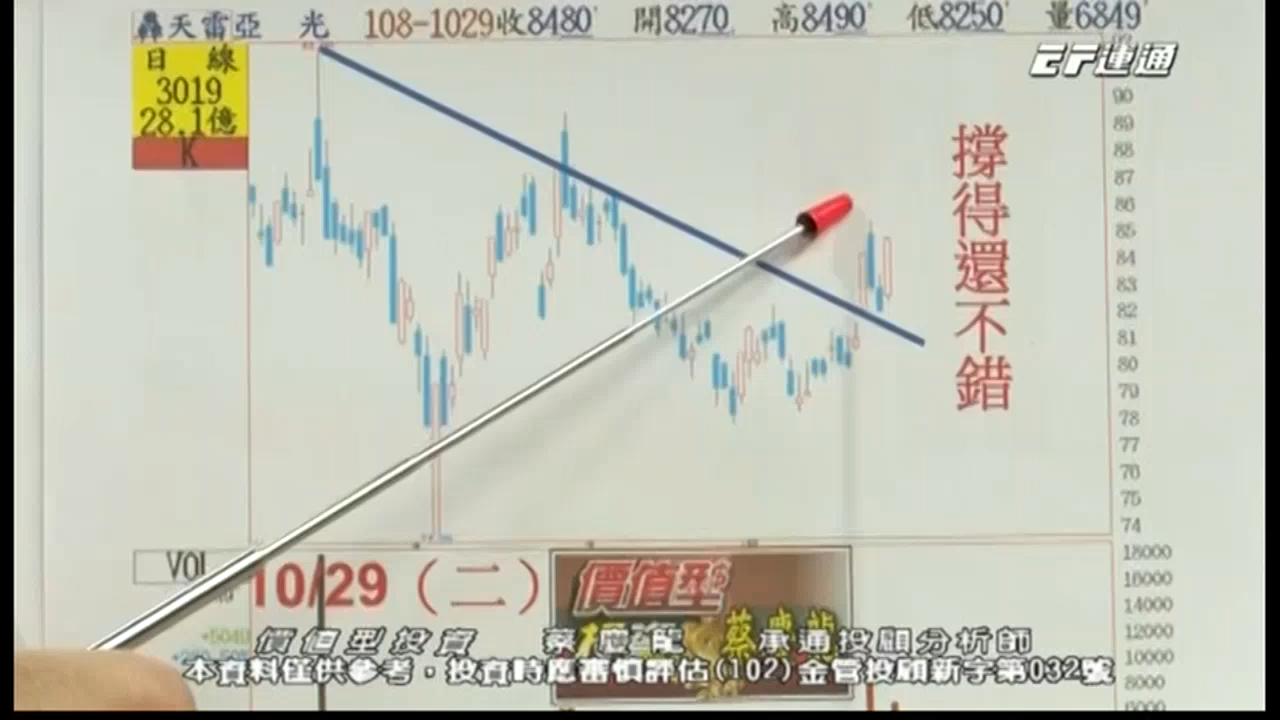 轟天雷亞 光 108-1029收8480 開8270 高8490 低8250 量6849
EF連通
日 線
3019
28.1億
K
撐得還不錯
90
89
88
87
86
85
84
83
82
81
80
79
78
77
76
75
74
VOL
10/29（二）
價值型
18000
16000
14000
12000
10000
8000
價值型投資 蔡慶龍 承通投顧分析師
本資料僅供參考，投資時應審慎評估(102)金管投顧新字第032號